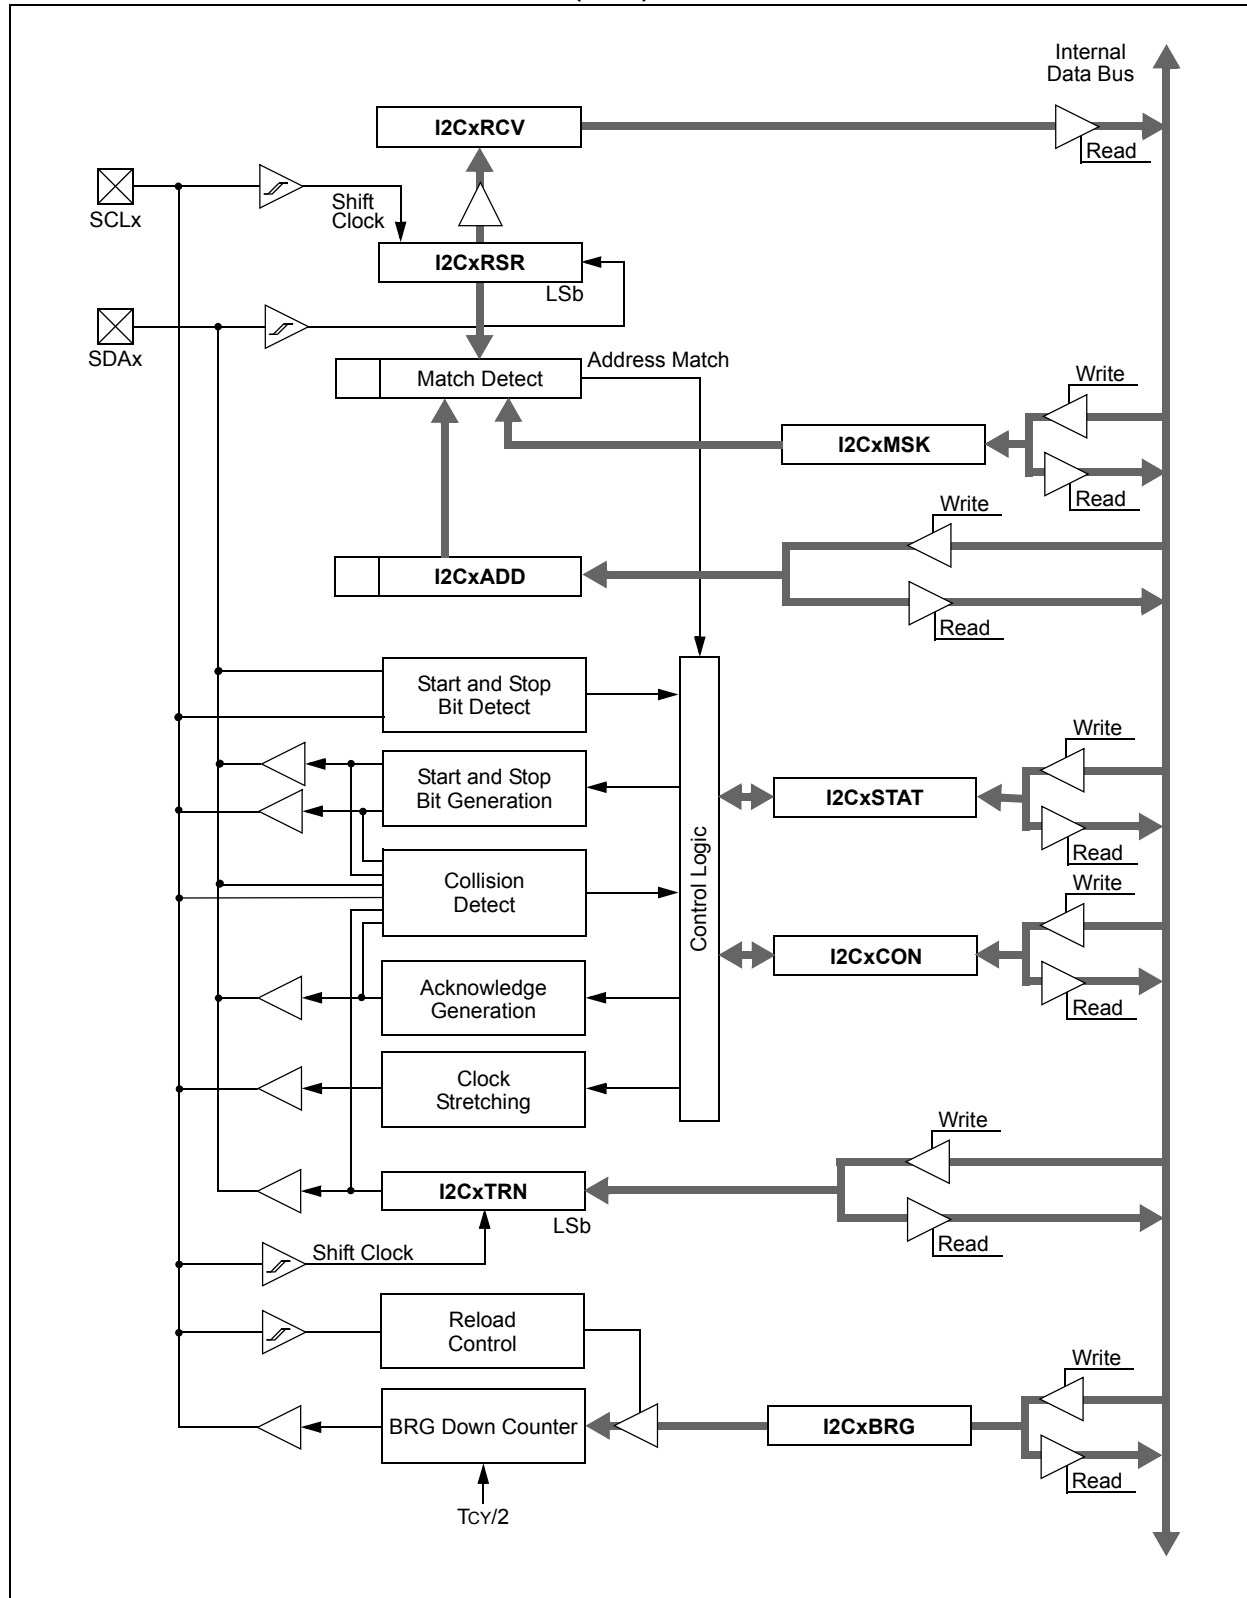 Internal
Data Bus
I2CxRCV
Read
SCLx
Shift
Clock
I2CxRSR
LSb
SDAx
Address Match
Match Detect
Write
I2CxMSK
Read
Write
I2CxADD
Read
Start and Stop
Bit Detect
Start and Stop
Bit Generation
Write
I2CxSTAT
Read
Control Logic
Collision
Detect
Write
I2CxCON
Read
Acknowledge
Generation
Clock
Stretching
Write
I2CxTRN
LSb
Read
Shift Clock
Reload
Control
Write
BRG Down Counter
I2CxBRG
Read
TCY/2